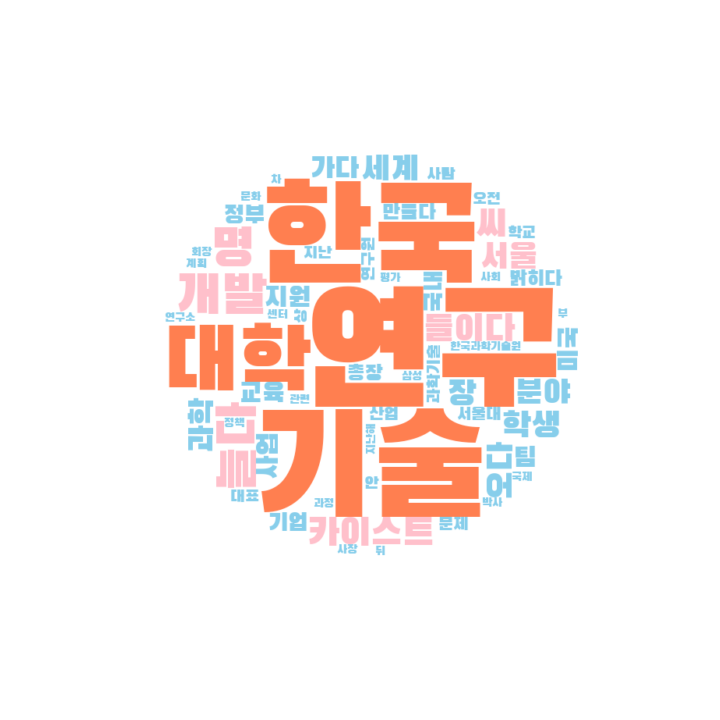 가다
세계
사람
차
문화
한국
오전
정부
만들다
씨
명
지난
학교
회장
계획
서울
평가
사회
밝히다
개발
지원
연구
센터
들이다
부
연구소
대학
한국과학기술원
총장
삼성
과학기술
교육
관련
장
분야
산업
서울대
학생
과학
정책
사업
기술
지난해
팀
대표
안
국제
과정
박사
기업
카이스트
문제
사장
뒤